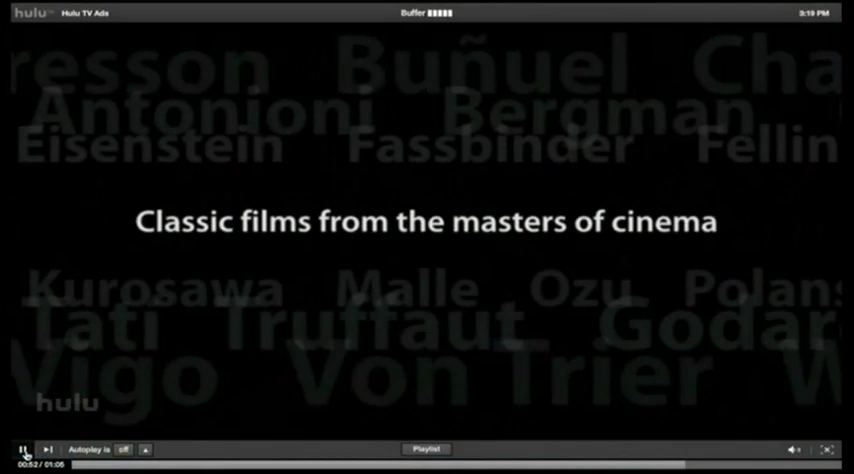 hulu Hulu TV Ads Buffer 3:19 PM
resson Buñuel Cha
Antonioni Bergman
Eisenstein Fassbinder Fellin
Classic films from the masters of cinema
Kurosawa Malle Ozu Polans
Tati Truffaut Godar
Vigo Von Trier W
hulu
Autoplay is off Playlist
00:52 / 01:05